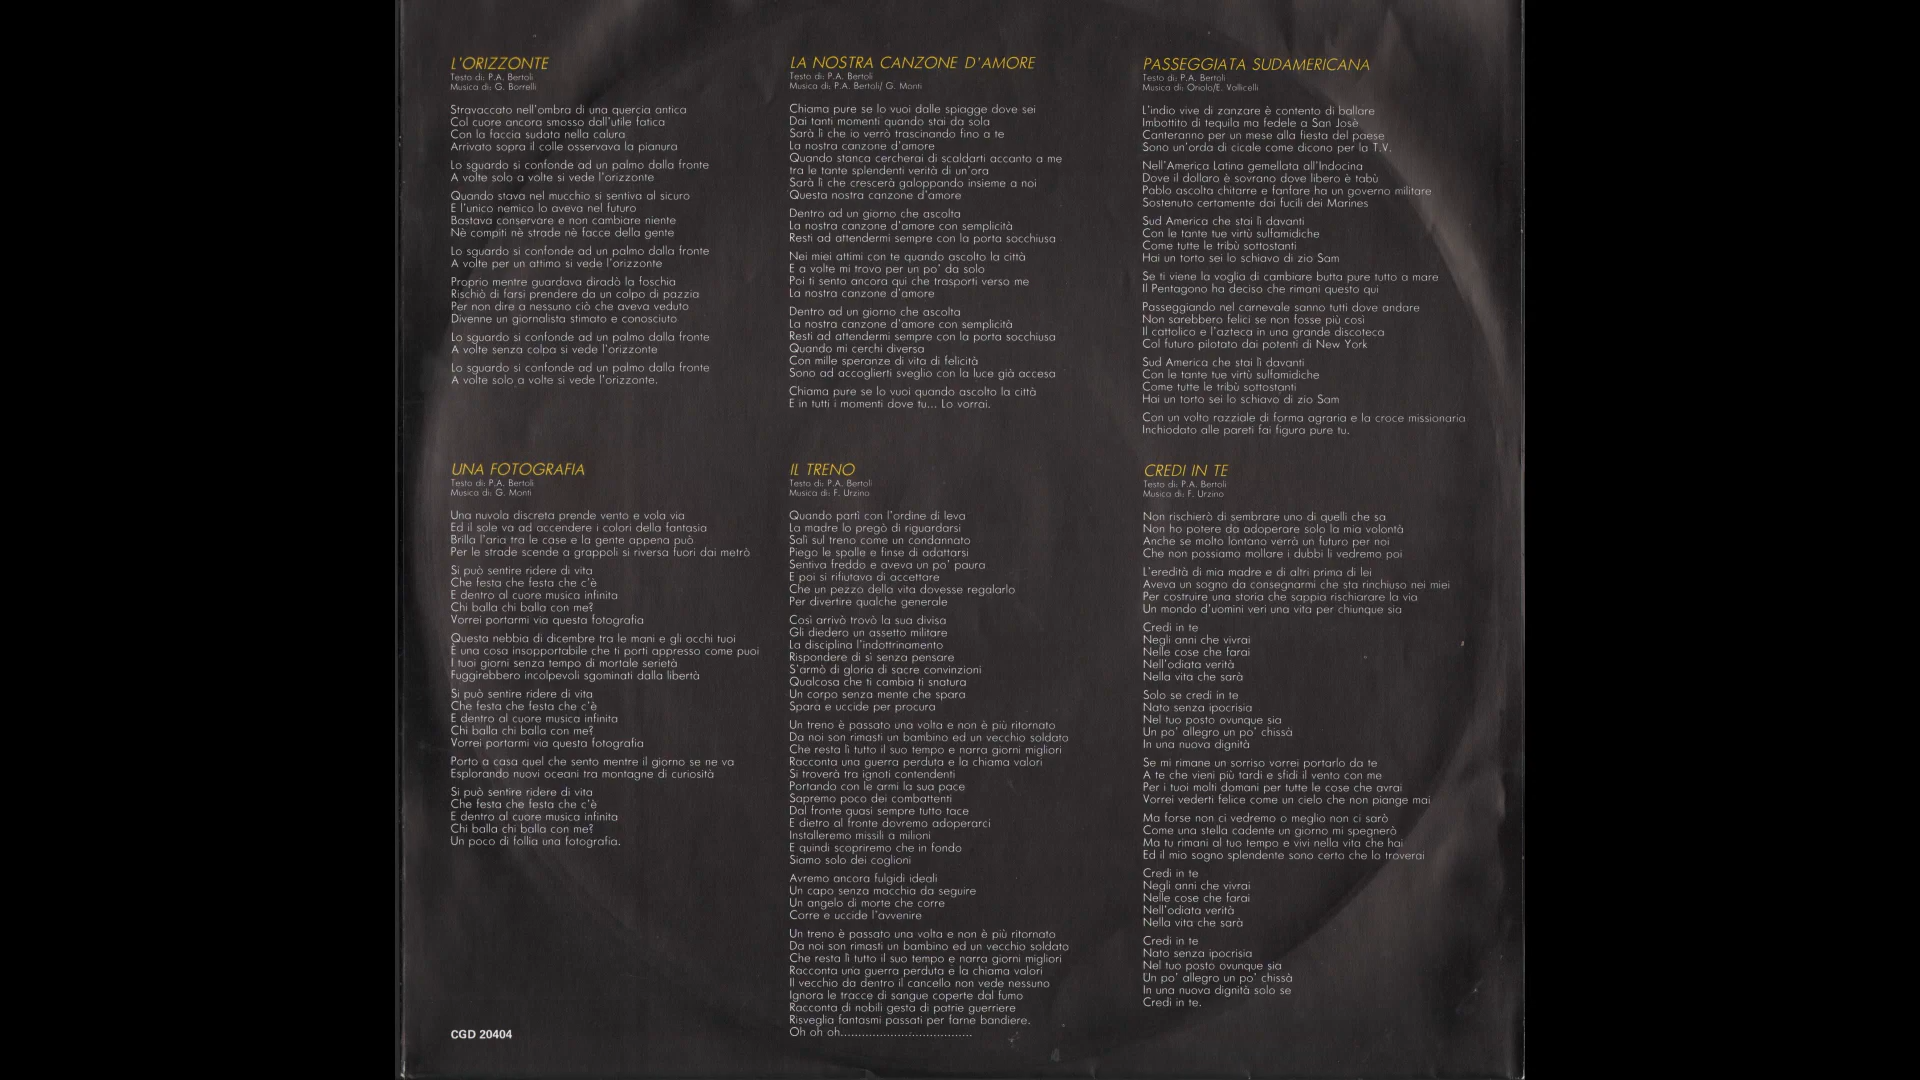 L'ORIZZONTE
Testo di: P.A. Bertoli
Musica di: G. Borrelli
Stravaccato nell'ombra di una quercia antica
Col cuore ancora smosso dall'utile fatica
Con la faccia sudata nella calura
Arrivato sopra il colle osservava la pianura
Lo sguardo si confonde ad un palmo dalla fronte
A volte solo a volte si vede l'orizzonte
Quando stava nel mucchio si sentiva al sicuro
E l'unico nemico lo aveva nel futuro
Bastava conservare e non cambiare niente
Nè compiti nè strade nè facce della gente
Lo sguardo si confonde ad un palmo dalla fronte
A volte per un attimo si vede l'orizzonte
Proprio mentre guardava diradò la foschia
Rischiò di farsi prendere da un colpo di pazzia
Per non dire a nessuno ciò che aveva veduto
Divenne un giornalista stimato e conosciuto
Lo sguardo si confonde ad un palmo dalla fronte
A volte senza colpa si vede l'orizzonte
Lo sguardo si confonde ad un palmo dalla fronte
A volte solo a volte si vede l'orizzonte.
UNA FOTOGRAFIA
Testo di: P.A. Bertoli
Musica di: G. Monti
Una nuvola discreta prende vento e vola via
Ed il sole va ad accendere i colori della fantasia
Brilla l'aria tra le case e la gente appena può
Per le strade scende a grappoli si riversa fuori dai metrò
Si può sentire ridere di vita
Che festa che festa che c'è
E dentro al cuore musica infinita
Chi balla chi balla con me?
Vorrei portarmi via questa fotografia
Questa nebbia di dicembre tra le mani e gli occhi tuoi
È una cosa insopportabile che ti porti appresso come puoi
I tuoi giorni senza tempo di mortale serietà
Fuggirebbero incolpevoli sgominati dalla libertà
Si può sentire ridere di vita
Che festa che festa che c'è
E dentro al cuore musica infinita
Chi balla chi balla con me?
Vorrei portarmi via questa fotografia
Porto a casa quel che sento mentre il giorno se ne va
Esplorando nuovi oceani tra montagne di curiosità
Si può sentire ridere di vita
Che festa che festa che c'è
E dentro al cuore musica infinita
Chi balla chi balla con me?
Un poco di follia una fotografia.
CGD 20404
LA NOSTRA CANZONE D'AMORE
Testo di: P.A. Bertoli
Musica di: P.A. Bertoli/ G. Monti
Chiama pure se lo vuoi dalle spiagge dove sei
Dai tanti momenti quando stai da sola
Sarà lì che io verrò trascinando fino a te
La nostra canzone d'amore
Quando stanca cercherai di scaldarti accanto a me
tra le tante splendenti verità di un'ora
Sarà lì che crescerà galoppando insieme a noi
Questa nostra canzone d'amore
Dentro ad un giorno che ascolta
La nostra canzone d'amore con semplicità
Resti ad attendermi sempre con la porta socchiusa
Nei miei attimi con te quando ascolto la città
E a volte mi trovo per un po' da solo
Poi ti sento ancora qui che trasporti verso me
La nostra canzone d'amore
Dentro ad un giorno che ascolta
La nostra canzone d'amore con semplicità
Resti ad attendermi sempre con la porta socchiusa
Quando mi cerchi diversa
Con mille speranze di vita di felicità
Sono ad accoglierti sveglio con la luce già accesa
Chiama pure se lo vuoi quando ascolto la città
E in tutti i momenti dove tu... Lo vorrai.
IL TRENO
Testo di: P.A. Bertoli
Musica di: F. Urzino
Quando partì con l'ordine di leva
La madre lo pregò di riguardarsi
Salì sul treno come un condannato
Piego le spalle e finse di adattarsi
Sentiva freddo e aveva un po' paura
E poi si rifiutava di accettare
Che un pezzo della vita dovesse regalarlo
Per divertire qualche generale
Così arrivò trovò la sua divisa
Gli diedero un assetto militare
La disciplina l'indottrinamento
Rispondere di sì senza pensare
S'armò di gloria di sacre convinzioni
Qualcosa che ti cambia ti snatura
Un corpo senza mente che spara
Spara e uccide per procura
Un treno è passato una volta e non è più ritornato
Da noi son rimasti un bambino ed un vecchio soldato
Che resta lì tutto il suo tempo e narra giorni migliori
Racconta una guerra perduta e la chiama valori
Si troverà tra ignoti contendenti
Portando con le armi la sua pace
Sapremo poco dei combattenti
Dal fronte quasi sempre tutto tace
E dietro al fronte dovremo adoperarci
Installeremo missili a milioni
E quindi scopriremo che in fondo
Siamo solo dei coglioni
Avremo ancora fulgidi ideali
Un capo senza macchia da seguire
Un angelo di morte che corre
Corre e uccide l'avvenire
Un treno è passato una volta e non è più ritornato
Da noi son rimasti un bambino ed un vecchio soldato
Che resta lì tutto il suo tempo e narra giorni migliori
Racconta una guerra perduta e la chiama valori
Il vecchio da dentro il cancello non vede nessuno
Ignora le tracce di sangue coperte dal fumo
Racconta di nobili gesta di patrie guerriere
Risveglia fantasmi passati per farne bandiere.
Oh oh oh.....................................
PASSEGGIATA SUDAMERICANA
Testo di: P.A. Bertoli
Musica di: Oriolo/E. Vallicelli
L'indio vive di zanzare è contento di ballare
Imbottito di tequila ma fedele a San Josè
Canteranno per un mese alla fiesta del paese
Sono un'orda di cicale come dicono per la T.V.
Nell'America Latina gemellata all'Indocina
Dove il dollaro è sovrano dove libero è tabù
Pablo ascolta chitarre e fanfare ha un governo militare
Sostenuto certamente dai fucili dei Marines
Sud America che stai lì davanti
Con le tante tue virtù sulfamidiche
Come tutte le tribù sottostanti
Hai un torto sei lo schiavo di zio Sam
Se ti viene la voglia di cambiare butta pure tutto a mare
Il Pentagono ha deciso che rimani questo qui
Passeggiando nel carnevale sanno tutti dove andare
Non sarebbero felici se non fosse più così
Il cattolico e l'azteca in una grande discoteca
Col futuro pilotato dai potenti di New York
Sud America che stai lì davanti
Con le tante tue virtù sulfamidiche
Come tutte le tribù sottostanti
Hai un torto sei lo schiavo di zio Sam
Con un volto razziale di forma agraria e la croce missionaria
Inchiodato alle pareti fai figura pure tu.
CREDI IN TE
Testo di: P.A. Bertoli
Musica di: F. Urzino
Non rischierò di sembrare uno di quelli che sa
Non ho potere da adoperare solo la mia volontà
Anche se molto lontano verrà un futuro per noi
Che non possiamo mollare i dubbi li vedremo poi
L'eredità di mia madre e di altri prima di lei
Aveva un sogno da consegnarmi che sta rinchiuso nei miei
Per costruire una storia che sappia rischiarare la via
Un mondo d'uomini veri una vita per chiunque sia
Credi in te
Negli anni che vivrai
Nelle cose che farai
Nell'odiata verità
Nella vita che sarà
Solo se credi in te
Nato senza ipocrisia
Nel tuo posto ovunque sia
Un po' allegro un po' chissà
In una nuova dignità
Se mi rimane un sorriso vorrei portarlo da te
A te che vieni più tardi e sfidi il vento con me
Per i tuoi molti domani per tutte le cose che avrai
Vorrei vederti felice come un cielo che non piange mai
Ma forse non ci vedremo o meglio non ci sarò
Come una stella cadente un giorno mi spegnerò
Ma tu rimani al tuo tempo e vivi nella vita che hai
Ed il mio sogno splendente sono certo che lo troverai
Credi in te
Negli anni che vivrai
Nelle cose che farai
Nell'odiata verità
Nella vita che sarà
Credi in te
Nato senza ipocrisia
Nel tuo posto ovunque sia
Un po' allegro un po' chissà
In una nuova dignità solo se
Credi in te.